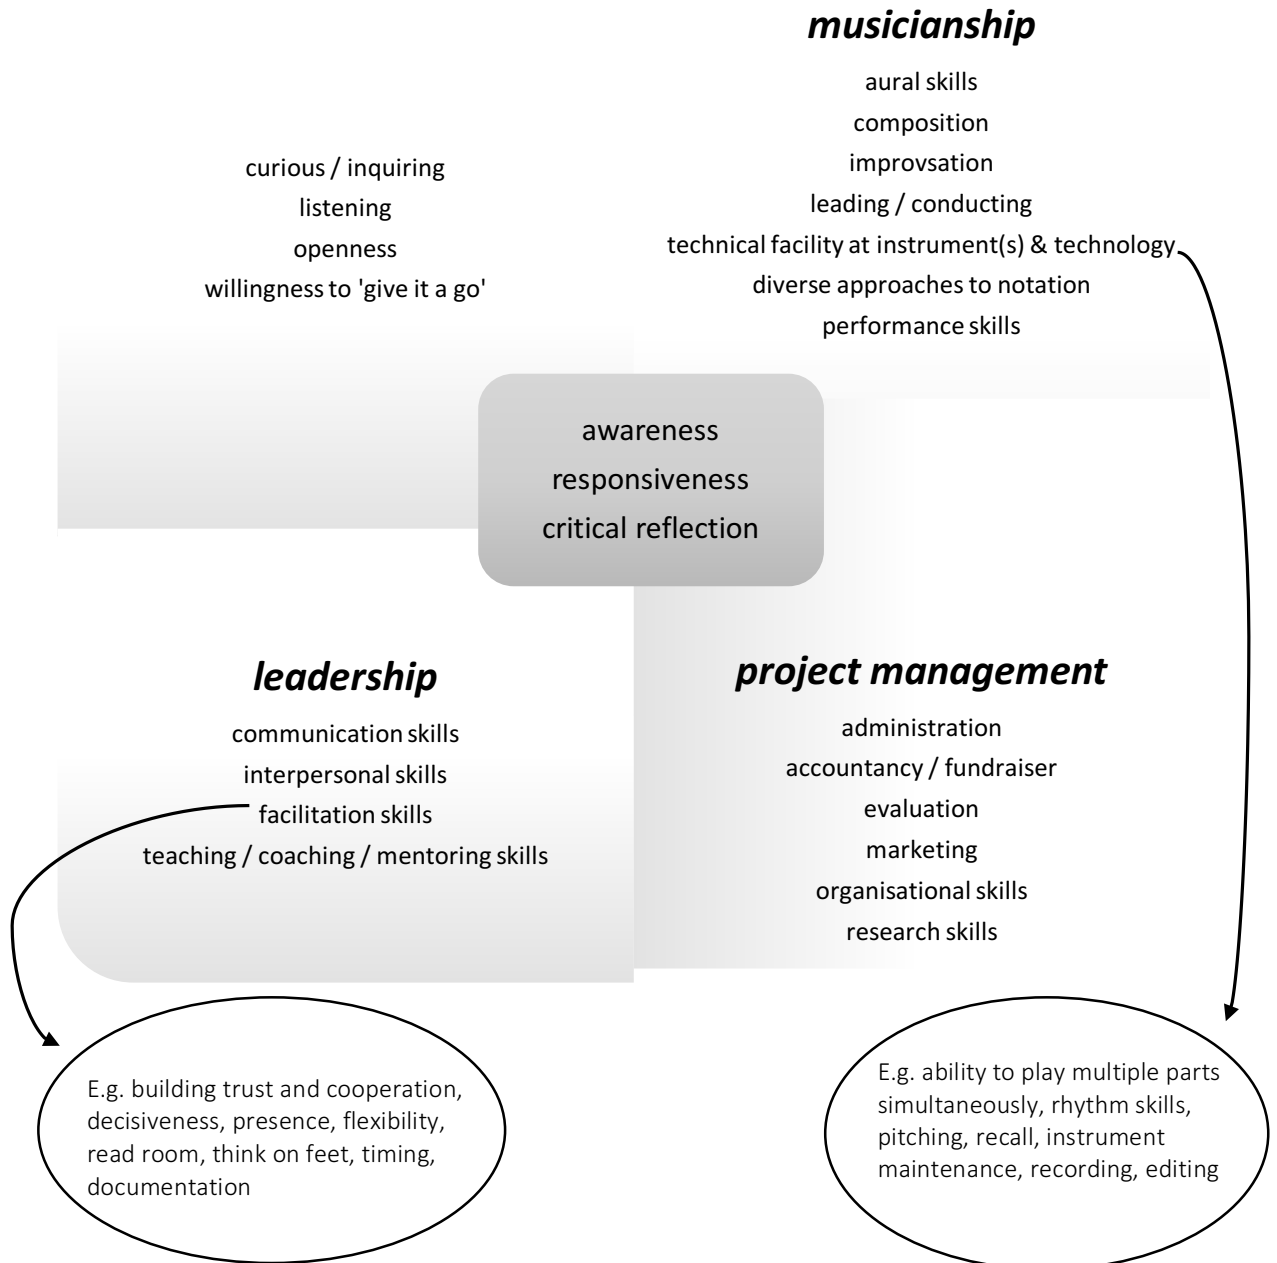 curious / inquiring
listening
openness
willingness to 'give it a go'
musicianship
aural skills
composition
improvsation
leading / conducting
technical facility at instrument(s) & technology
diverse approaches to notation
performance skills
awareness
responsiveness
critical reflection
leadership
communication skills
interpersonal skills
facilitation skills
teaching / coaching / mentoring skills
project management
administration
accountancy / fundraiser
evaluation
marketing
organisational skills
research skills
E.g. building trust and cooperation,
decisiveness, presence, flexibility,
read room, think on feet, timing,
documentation
E.g. ability to play multiple parts
simultaneously, rhythm skills,
pitching, recall, instrument
maintenance, recording, editing